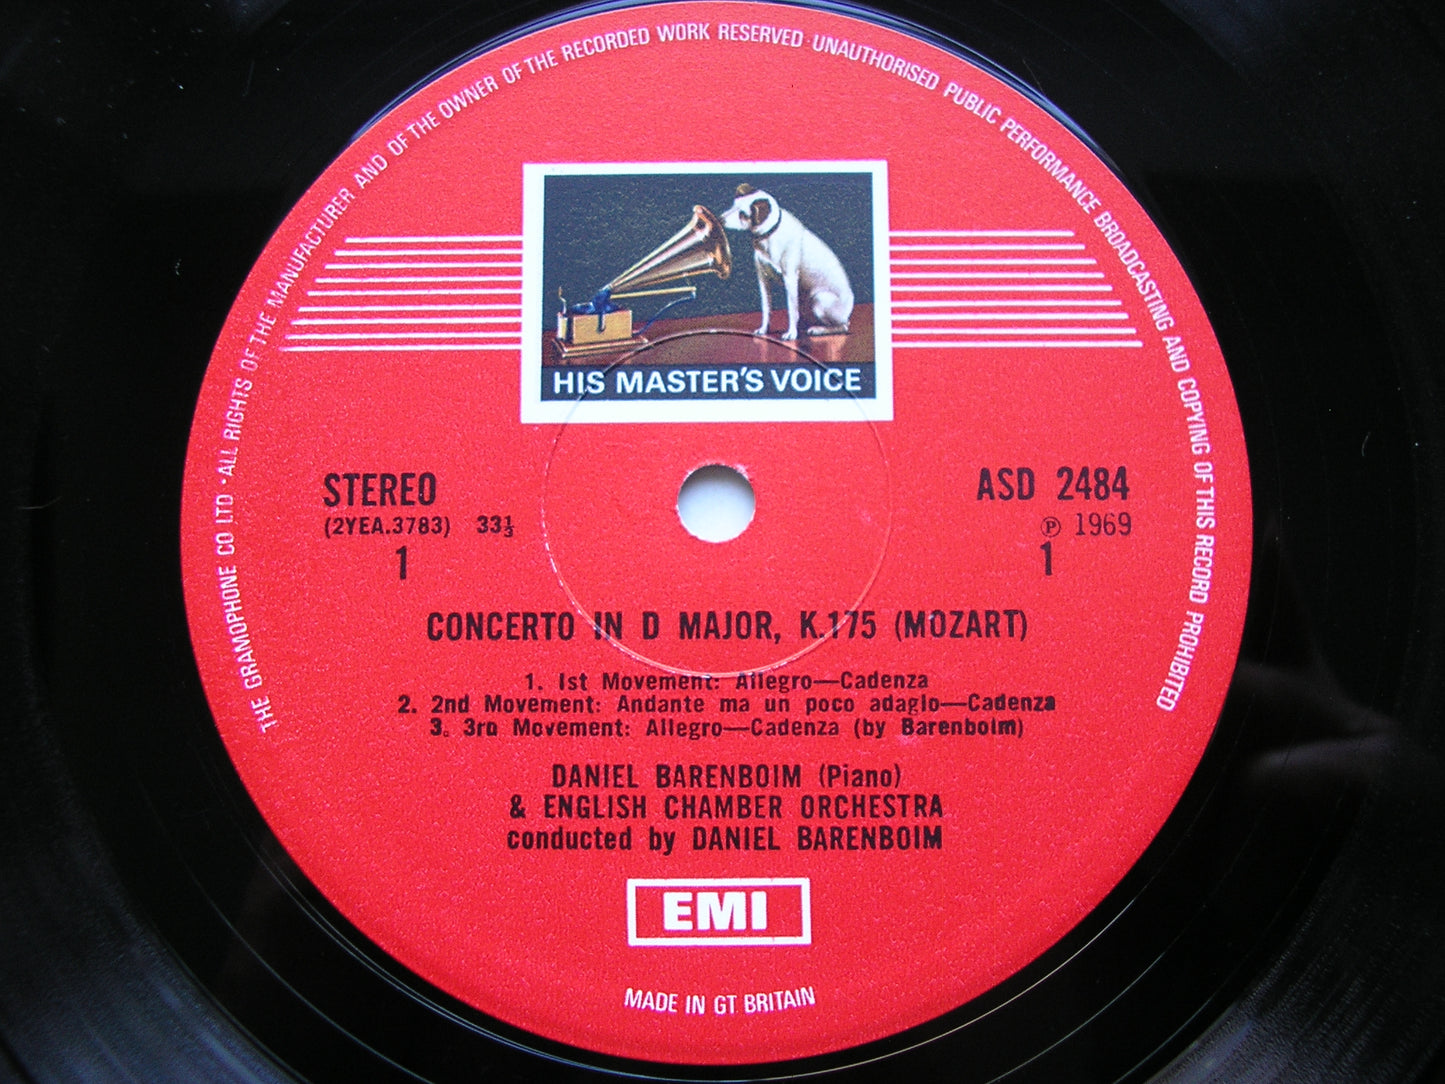 THE GRAMOPHONE CO LTD · ALL RIGHTS OF THE MANUFACTURER AND OF THE OWNER OF THE RECORDED WORK RESERVED · UNAUTHORISED PUBLIC PERFORMANCE BROADCASTING AND COPYING OF THIS RECORD PROHIBITED
HIS MASTER'S VOICE
STEREO
(2YEA.3783) 33⅓
1
ASD 2484
℗ 1969
1
CONCERTO IN D MAJOR, K.175 (MOZART)
1. 1st Movement: Allegro—Cadenza
2. 2nd Movement: Andante ma un poco adagio—Cadenza
3. 3rd Movement: Allegro—Cadenza (by Barenboim)
DANIEL BARENBOIM (Piano)
& ENGLISH CHAMBER ORCHESTRA
conducted by DANIEL BARENBOIM
EMI
MADE IN GT BRITAIN